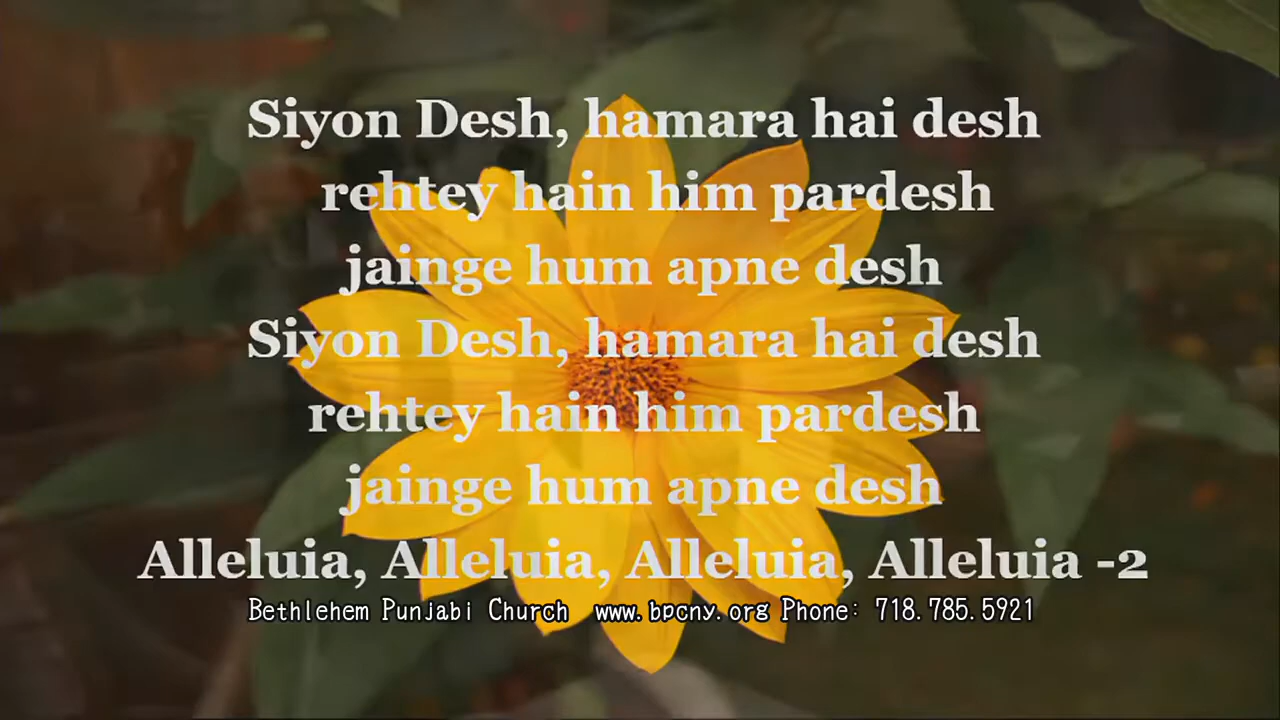 Siyon Desh, hamara hai desh
rehtey hain him pardesh
jainge hum apne desh
Siyon Desh, hamara hai desh
rehtey hain him pardesh
jainge hum apne desh
Alleluia, Alleluia, Alleluia, Alleluia -2
Bethlehem Punjabi Church www.bpcny.org Phone: 718.785.5921